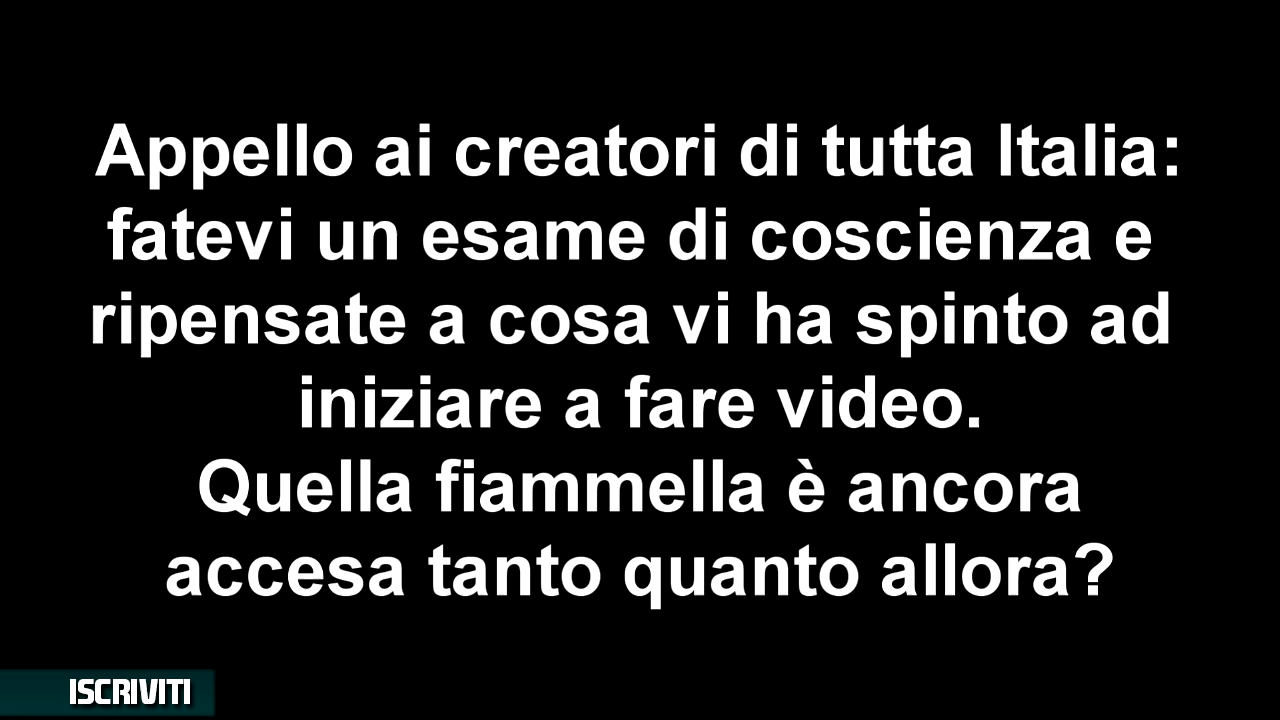 Appello ai creatori di tutta Italia:
fatevi un esame di coscienza e
ripensate a cosa vi ha spinto ad
iniziare a fare video.
Quella fiammella è ancora
accesa tanto quanto allora?
ISCRIVITI